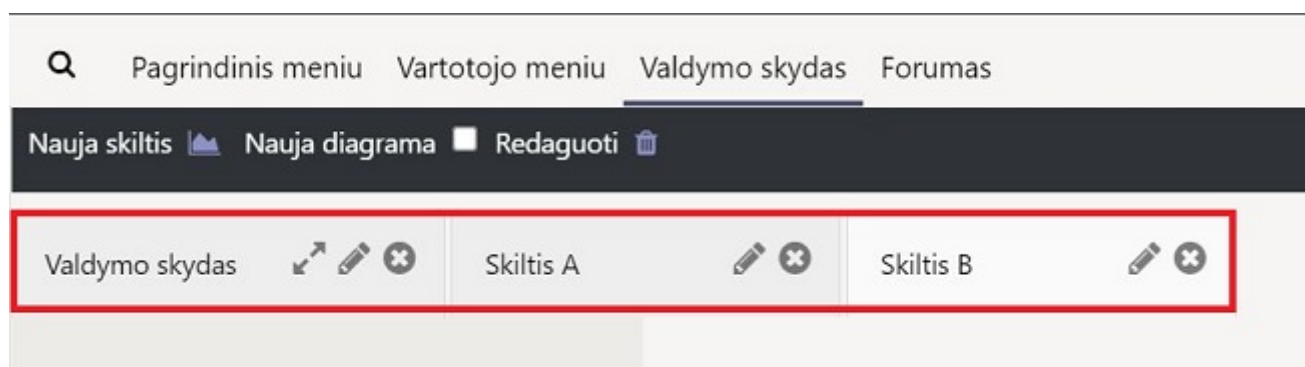 Pagrindinis meniu Vartotojo meniu Valdymo skydas Forumas
Nauja skiltis Nauja diagrama Redaguoti
Valdymo skydas Skiltis A Skiltis B